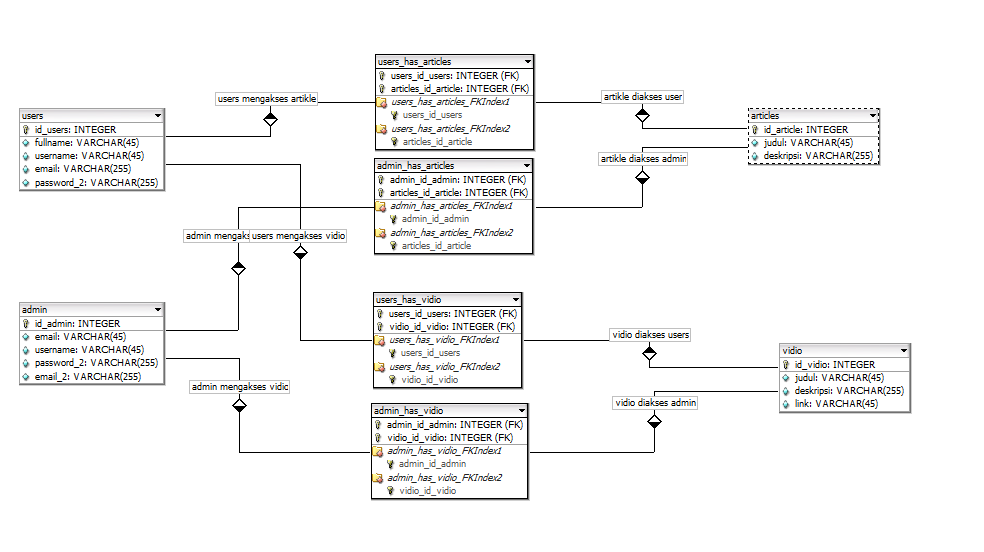 users_has_articles
users_id_users: INTEGER (FK)
articles_id_article: INTEGER (FK)
users_has_articles_FKIndex1
users_id_users
users_has_articles_FKIndex2
articles_id_article
users mengakses artikle
artikle diakses user
users
id_users: INTEGER
fullname: VARCHAR(45)
username: VARCHAR(45)
email: VARCHAR(255)
password_2: VARCHAR(255)
articles
id_article: INTEGER
judul: VARCHAR(45)
deskripsi: VARCHAR(255)
artikle diakses admin
admin_has_articles
admin_id_admin: INTEGER (FK)
articles_id_article: INTEGER (FK)
admin_has_articles_FKIndex1
admin_id_admin
admin_has_articles_FKIndex2
articles_id_article
admin mengaks
users mengakses vidio
admin
id_admin: INTEGER
email: VARCHAR(45)
username: VARCHAR(45)
password_2: VARCHAR(255)
email_2: VARCHAR(255)
users_has_vidio
users_id_users: INTEGER (FK)
vidio_id_vidio: INTEGER (FK)
users_has_vidio_FKIndex1
users_id_users
users_has_vidio_FKIndex2
vidio_id_vidio
vidio diakses users
vidio
id_vidio: INTEGER
judul: VARCHAR(45)
deskripsi: VARCHAR(255)
link: VARCHAR(45)
admin mengakses vidio
vidio diakses admin
admin_has_vidio
admin_id_admin: INTEGER (FK)
vidio_id_vidio: INTEGER (FK)
admin_has_vidio_FKIndex1
admin_id_admin
admin_has_vidio_FKIndex2
vidio_id_vidio